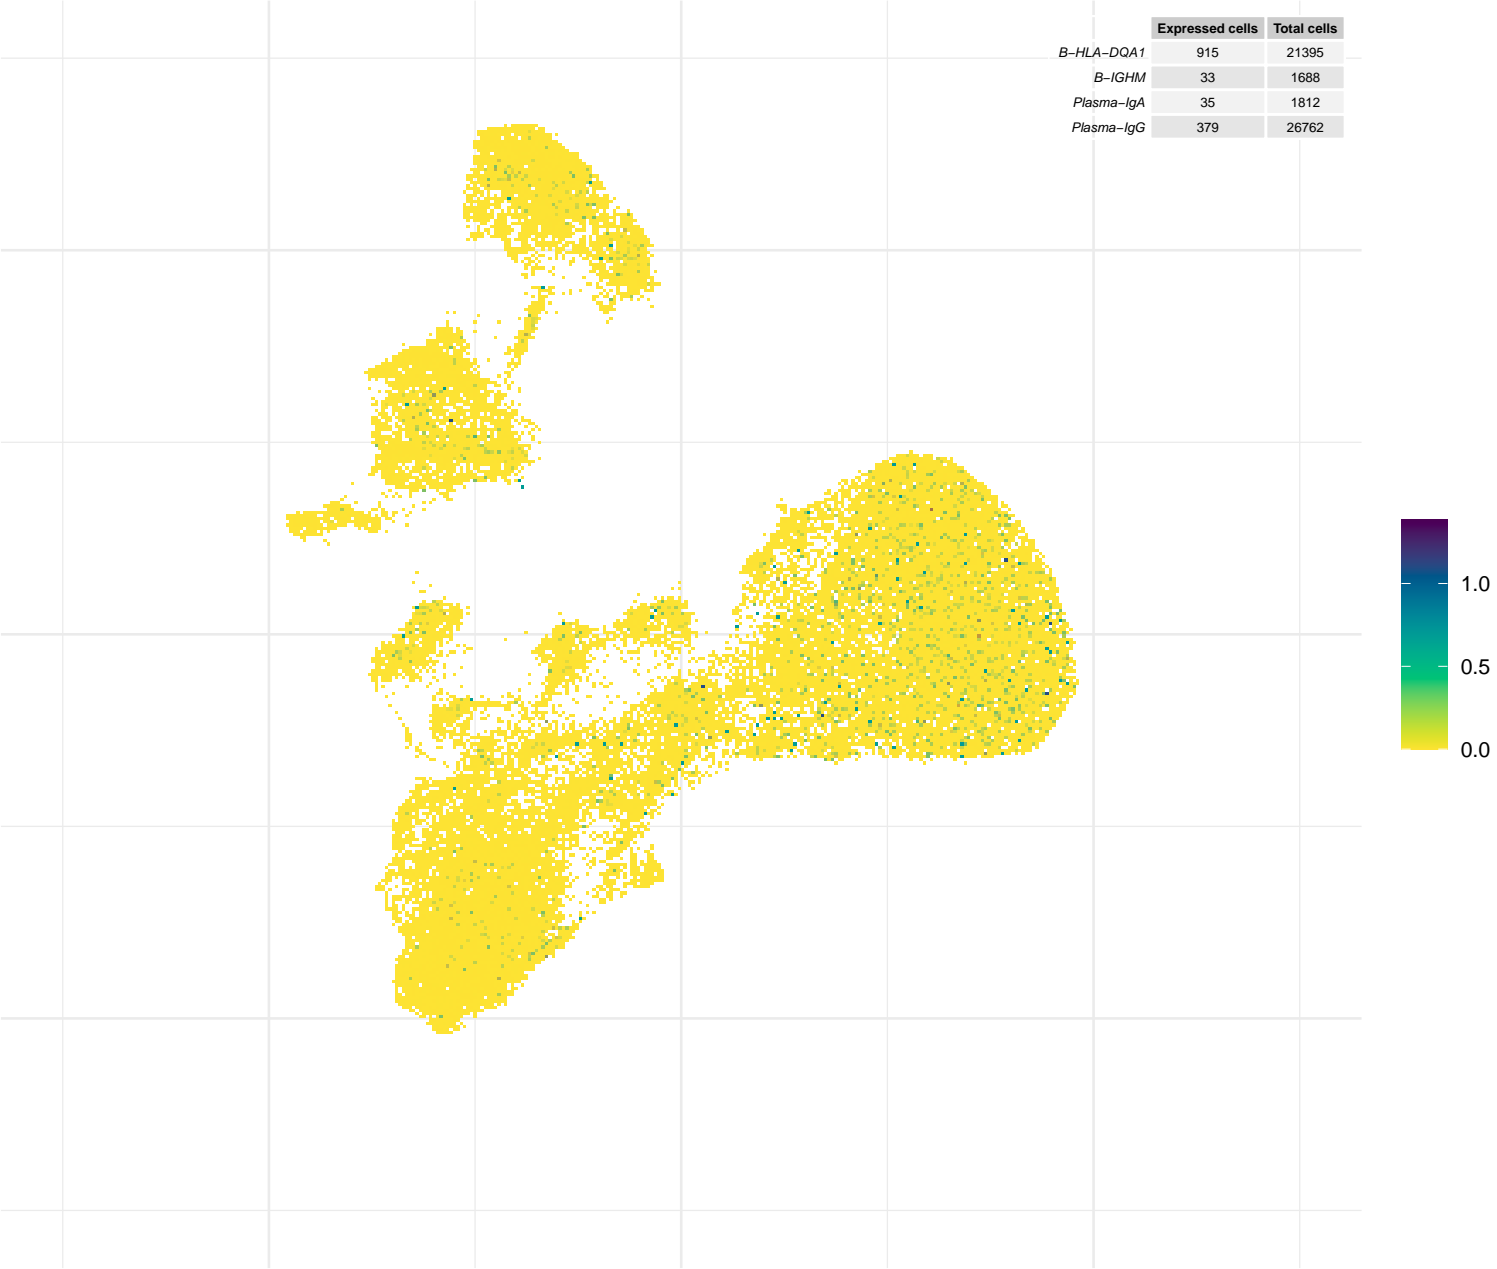 Expressed cells Total cells
B−HLA−DQA1 915 21395
B−IGHM 33 1688
Plasma−IgA 35 1812
Plasma−IgG 379 26762
1.0
0.5
0.0